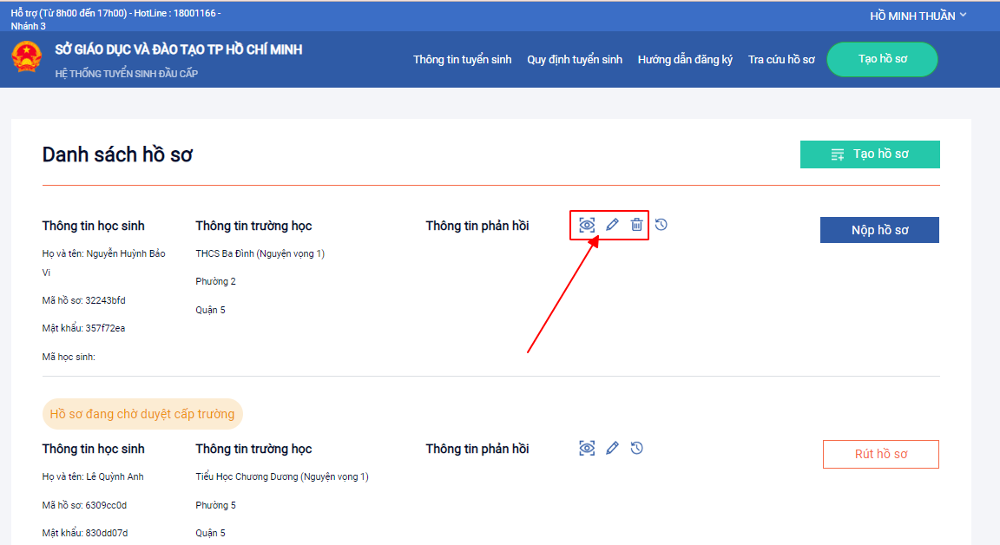 Hỗ trợ (Từ 8h00 đến 17h00) - HotLine : 18001166 -
Nhánh 3
HỒ MINH THUẦN
SỞ GIÁO DỤC VÀ ĐÀO TẠO TP HỒ CHÍ MINH
HỆ THỐNG TUYỂN SINH ĐẦU CẤP
Thông tin tuyển sinh Quy định tuyển sinh Hướng dẫn đăng ký Tra cứu hồ sơ Tạo hồ sơ
Danh sách hồ sơ
Tạo hồ sơ
Thông tin học sinh Thông tin trường học Thông tin phản hồi Nộp hồ sơ
Họ và tên: Nguyễn Huỳnh Bảo
Vi
THCS Ba Đình (Nguyện vọng 1)
Phường 2
Mã hồ sơ: 32243bfd
Quận 5
Mật khẩu: 357f72ea
Mã học sinh:
Hồ sơ đang chờ duyệt cấp trường
Thông tin học sinh Thông tin trường học Thông tin phản hồi Rút hồ sơ
Họ và tên: Lê Quỳnh Anh Tiểu Học Chương Dương (Nguyện vọng 1)
Mã hồ sơ: 6309cc0d Phường 5
Mật khẩu: 830dd07d Quận 5